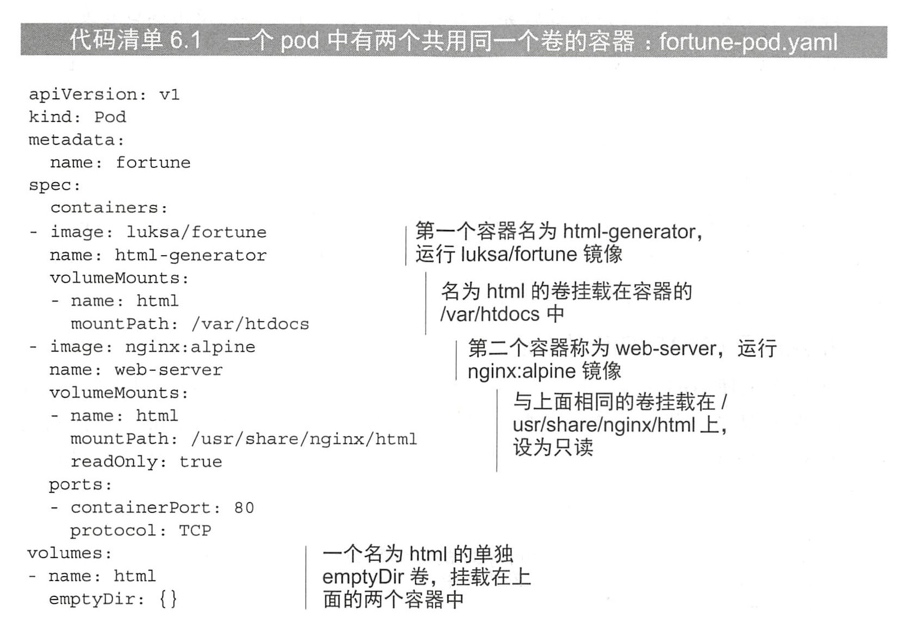 代码清单 6.1 一个 pod 中有两个共用同一个卷的容器：fortune-pod.yaml
apiVersion: v1
kind: Pod
metadata:
  name: fortune
spec:
  containers:
- image: luksa/fortune
  name: html-generator
  volumeMounts:
  - name: html
    mountPath: /var/htdocs
- image: nginx:alpine
  name: web-server
  volumeMounts:
  - name: html
    mountPath: /usr/share/nginx/html
    readOnly: true
  ports:
  - containerPort: 80
    protocol: TCP
volumes:
- name: html
  emptyDir: {}
第一个容器名为 html-generator，
运行 luksa/fortune 镜像
名为 html 的卷挂载在容器的
/var/htdocs 中
第二个容器称为 web-server，运行
nginx:alpine 镜像
与上面相同的卷挂载在 /
usr/share/nginx/html 上，
设为只读
一个名为 html 的单独
emptyDir 卷，挂载在上
面的两个容器中